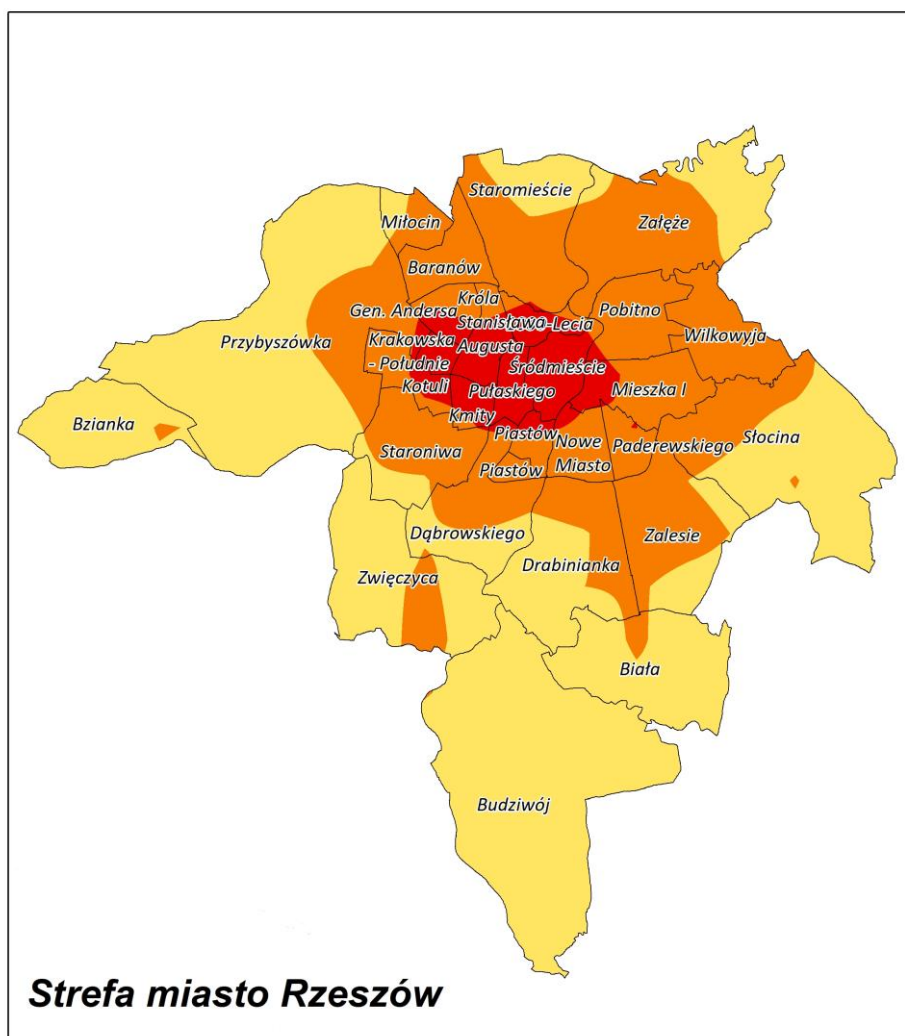 Staromieście
Miłocin
Załęże
Baranów
Króla
Gen. Andersa
Pobitno
Stanisława
-Lecia
Krakowska
Wilkowyja
Przybyszówka
Augusta
- Południe
Śródmieście
Kotuli
Pułaskiego
Mieszka I
Kmity
Bzianka
Piastów
Nowe
Paderewskiego
Słocina
Staroniwa
Piastów
Miasto
Dąbrowskiego
Zalesie
Drabinianka
Zwięczyca
Biała
Budziwój
Strefa miasto Rzeszów